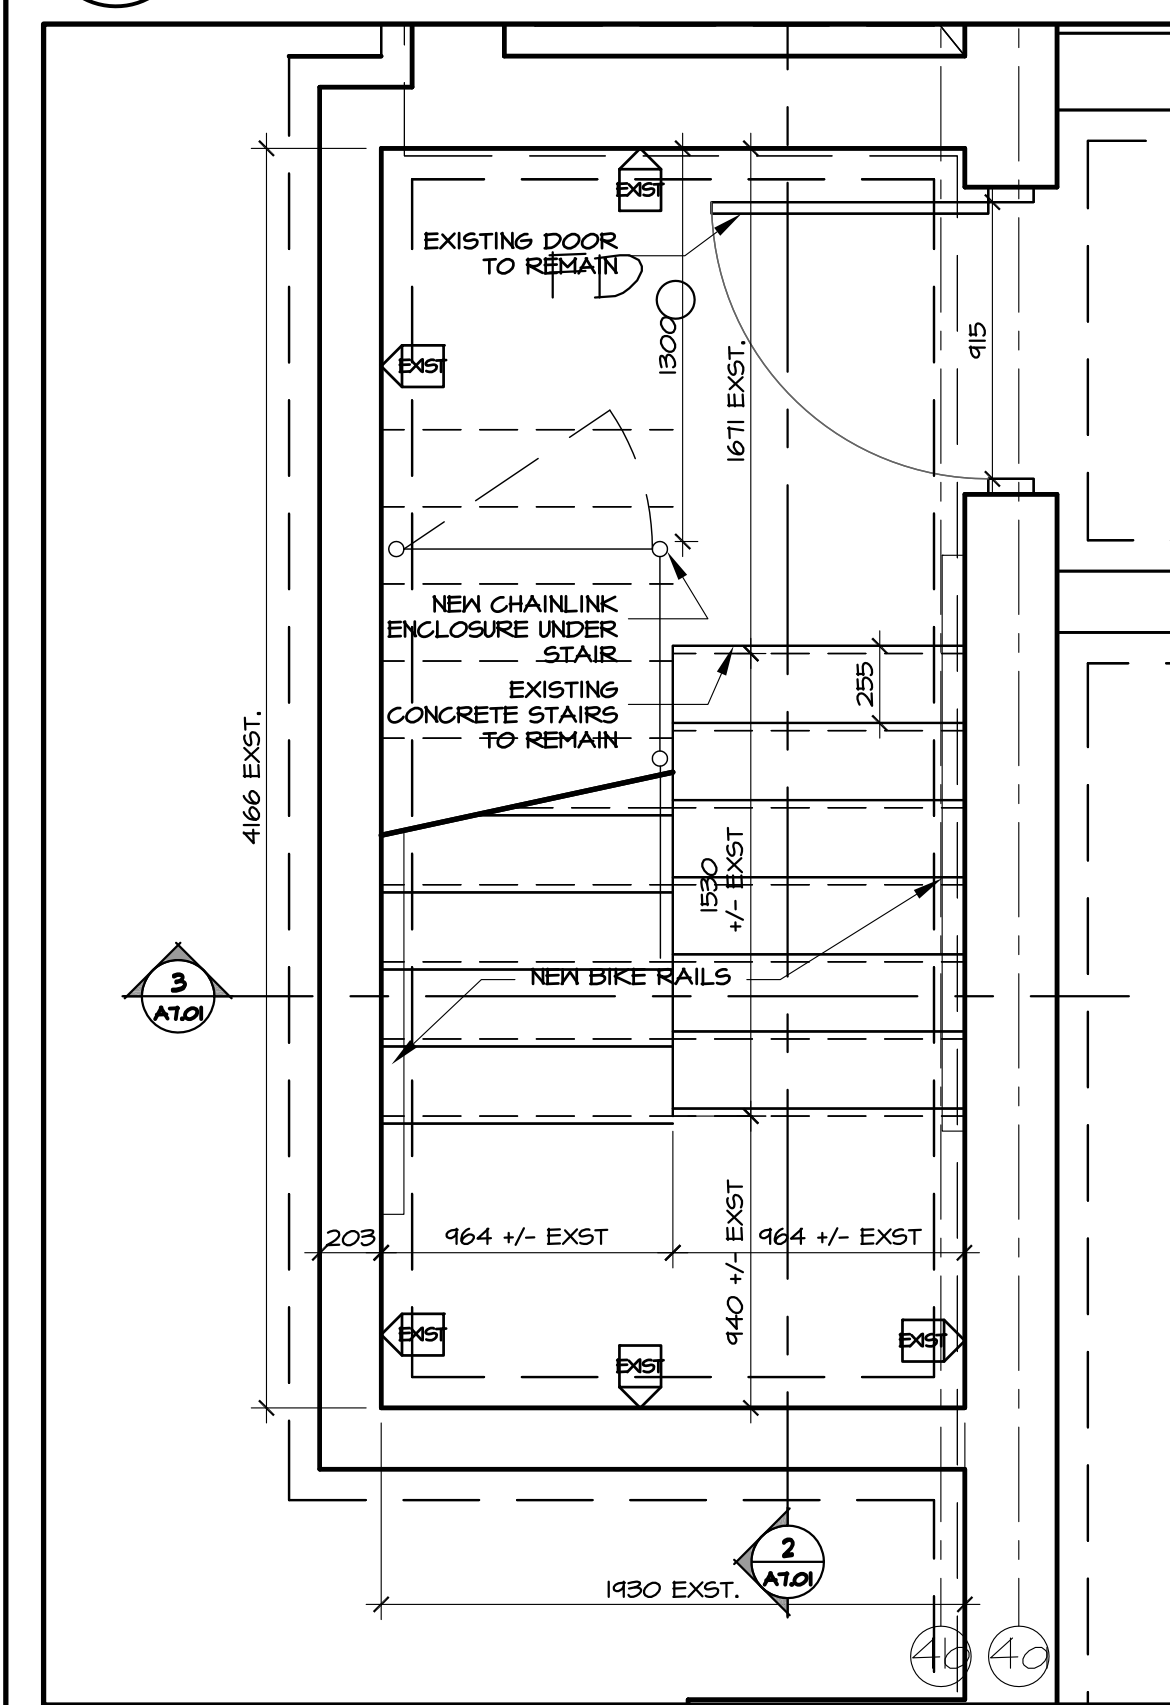 EXIST
EXISTING DOOR
TO REMAIN
FD
1300
1671 EXST.
915
EXIST
NEW CHAINLINK
ENCLOSURE UNDER
STAIR
255
EXISTING
CONCRETE STAIRS
TO REMAIN
4166 EXST.
1530
+/- EXST
NEW BIKE RAILS
3
A7.01
203
964 +/- EXST
940 +/- EXST
964 +/- EXST
EXIST
EXIST
EXIST
2
A7.01
1930 EXST.